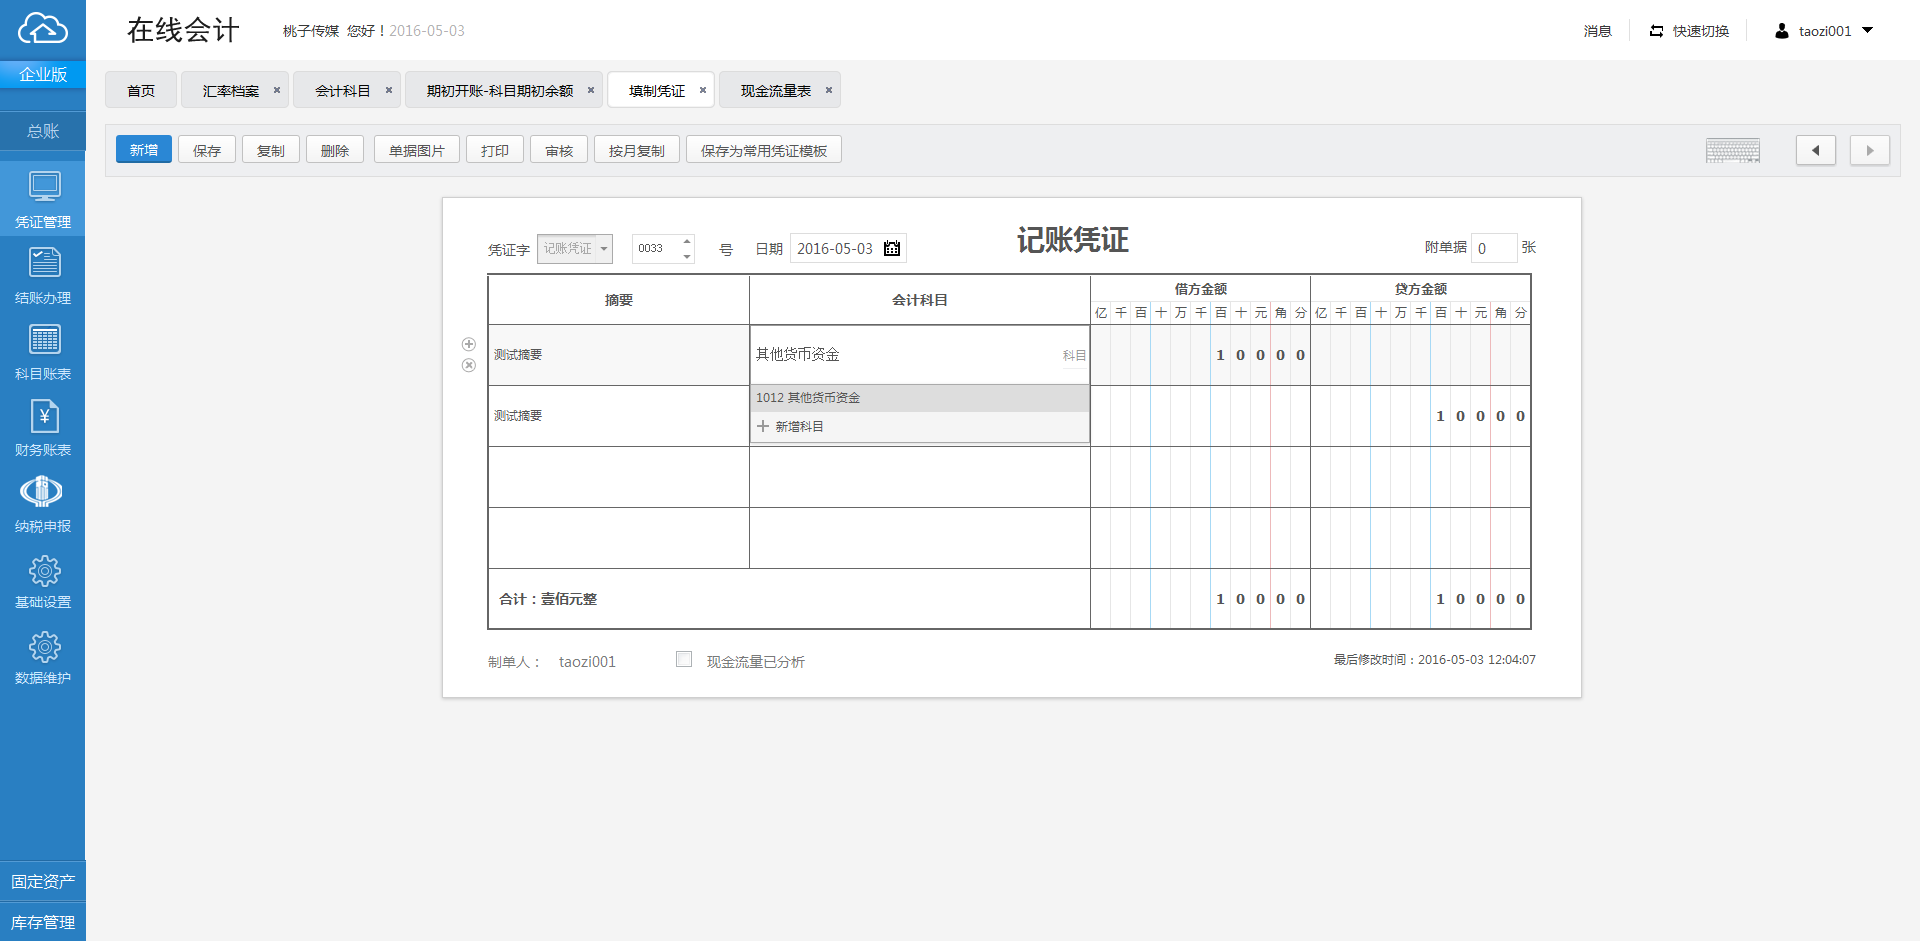 在线会计 桃子传媒 您好！2016-05-03 消息 快速切换 taozi001
企业版
总账
凭证管理
结账办理
科目账表
财务账表
纳税申报
基础设置
数据维护
固定资产
库存管理
首页 汇率档案 会计科目 期初开账-科目期初余额 填制凭证 现金流量表
新增 保存 复制 删除 单据图片 打印 审核 按月复制 保存为常用凭证模板
记账凭证
凭证字 记账凭证 0033 号 日期 2016-05-03 附单据 0 张
摘要 会计科目 借方金额 贷方金额
亿 千 百 十 万 千 百 十 元 角 分 亿 千 百 十 万 千 百 十 元 角 分
测试摘要 其他货币资金 科目 1 0 0 0 0
1012 其他货币资金
测试摘要 1 0 0 0 0
新增科目
合计：壹佰元整 1 0 0 0 0 1 0 0 0 0
制单人： taozi001 现金流量已分析 最后修改时间：2016-05-03 12:04:07